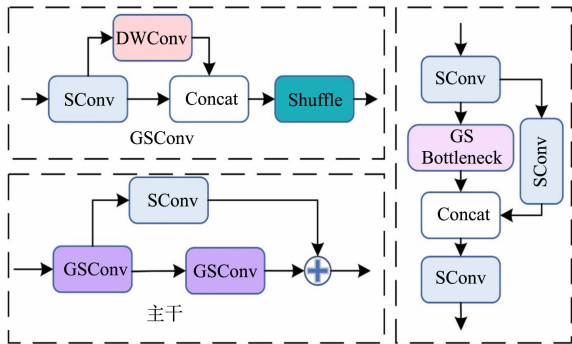 DWConv
SConv
Concat
Shuffle
GSConv
SConv
GSConv
GSConv
主干
SConv
GS
Bottleneck
SConv
Concat
SConv